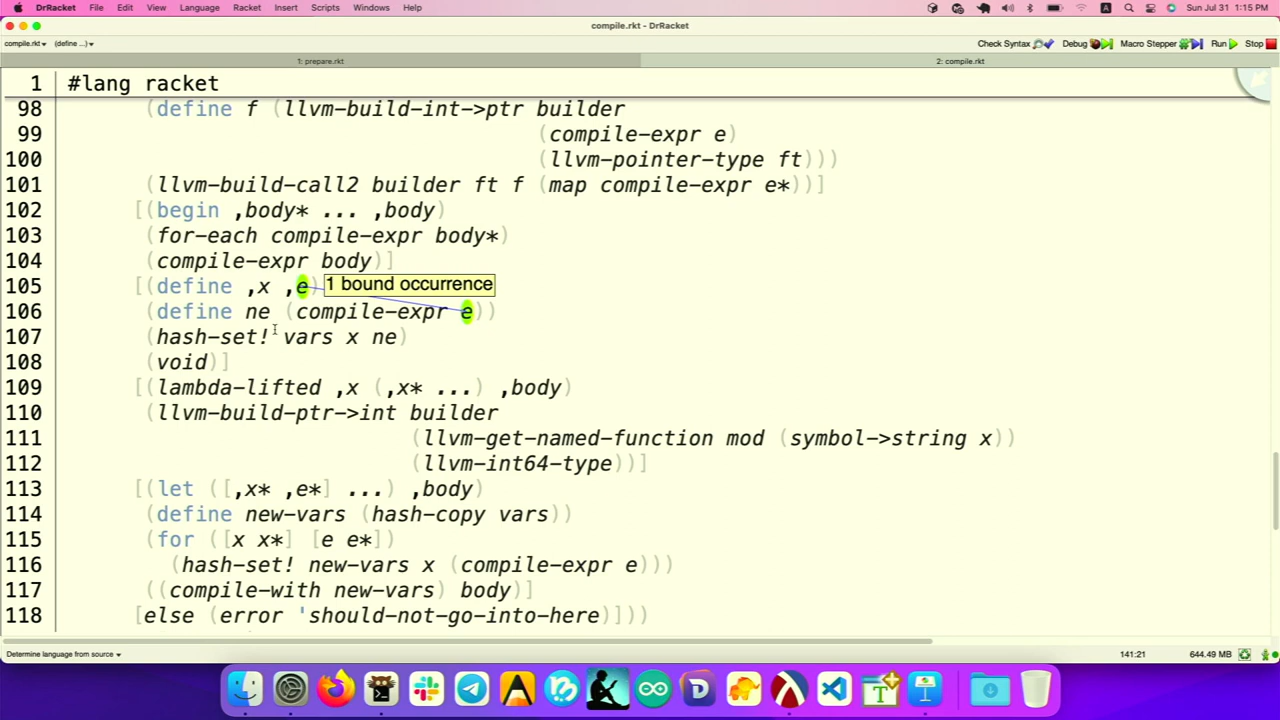 DrRacket File Edit View Language Racket Insert Scripts Windows Help Sun Jul 31 1:15 PM
compile.rkt - DrRacket
compile.rkt (define ...) Check Syntax Debug Macro Stepper Run Stop
1: prepare.rkt 2: compile.rkt
1 #lang racket
98 (define f (llvm-build-int->ptr builder
99 (compile-expr e)
100 (llvm-pointer-type ft)))
101 (llvm-build-call2 builder ft f (map compile-expr e*))]
102 [(begin ,body* ... ,body)
103 (for-each compile-expr body*)
104 (compile-expr body)]
105 [(define ,x ,e) 1 bound occurrence
106 (define ne (compile-expr e))
107 (hash-set! vars x ne)
108 (void)]
109 [(lambda-lifted ,x (,x* ...) ,body)
110 (llvm-build-ptr->int builder
111 (llvm-get-named-function mod (symbol->string x))
112 (llvm-int64-type))]
113 [(let ([,x* ,e*] ...) ,body)
114 (define new-vars (hash-copy vars))
115 (for ([x x*] [e e*])
116 (hash-set! new-vars x (compile-expr e)))
117 ((compile-with new-vars) body)]
118 [else (error 'should-not-go-into-here)]))
Determine language from source 141:21 644.49 MB